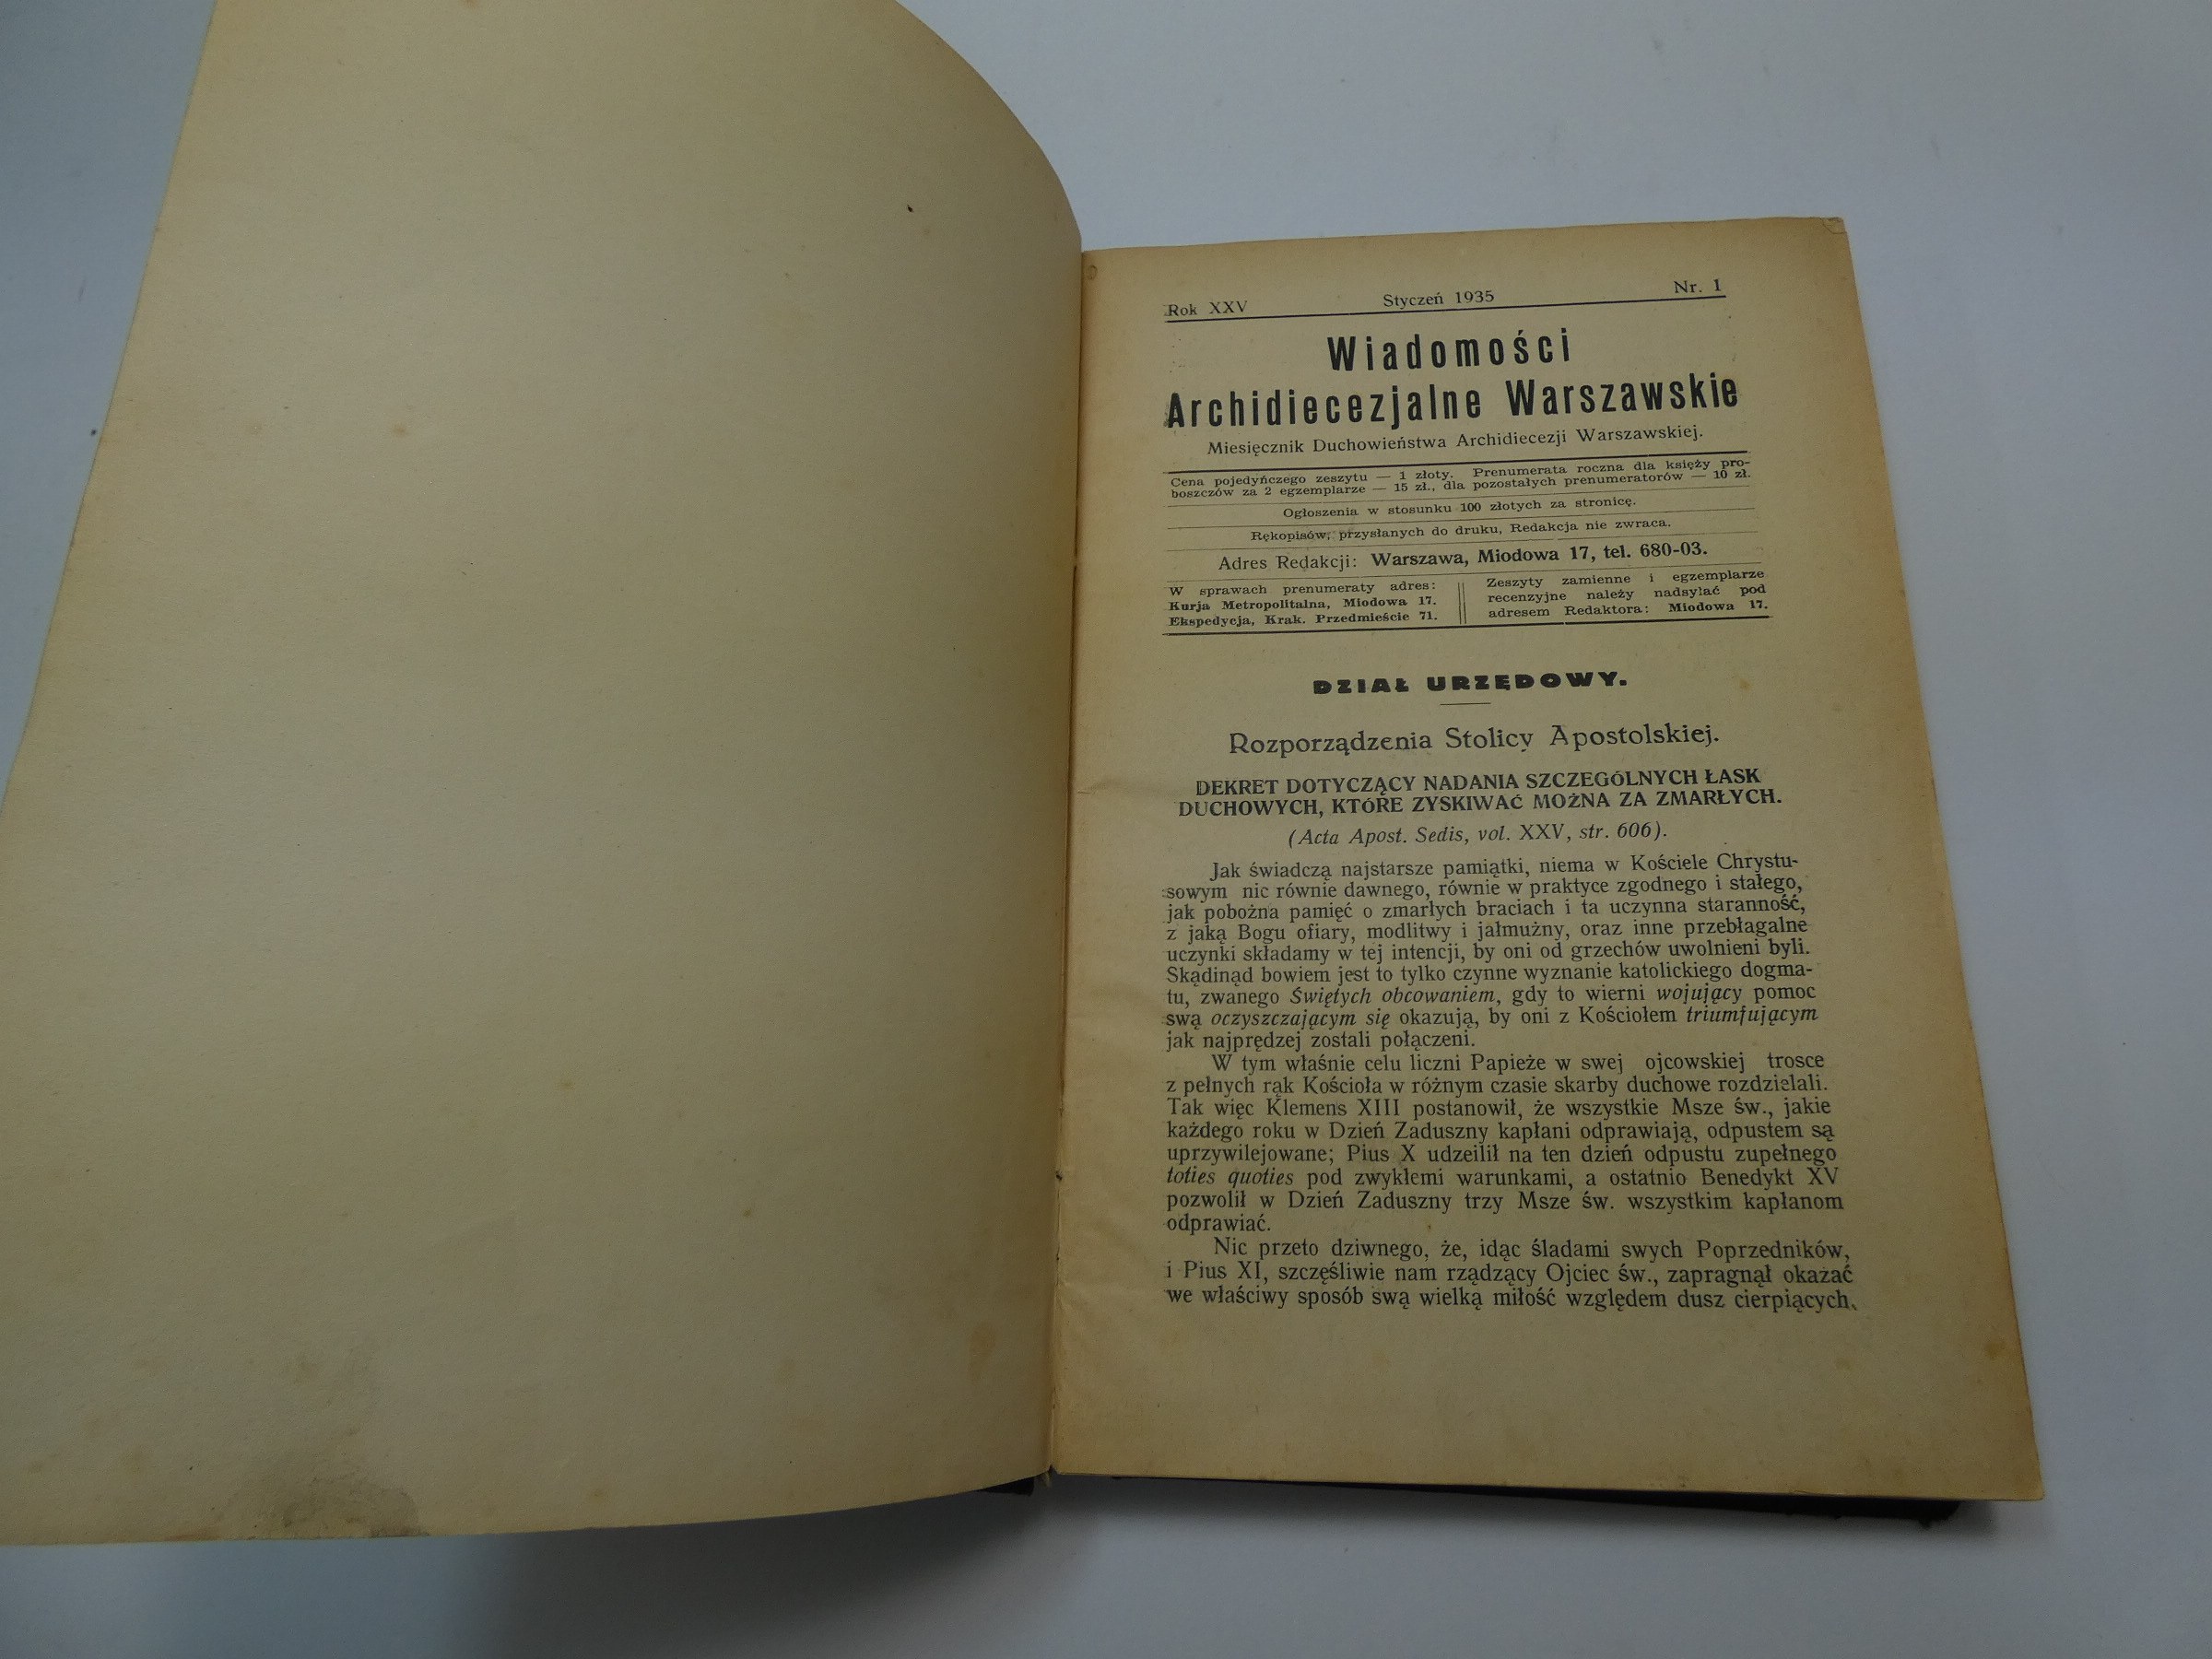 Rok XXV Styczeń 1935 Nr. 1
Wiadomości
Archidiecezjalne Warszawskie
Miesięcznik Duchowieństwa Archidiecezji Warszawskiej.
Cena pojedyńczego zeszytu — 1 złoty. Prenumerata roczna dla księży pro-
boszczów za 2 egzemplarze — 15 zł., dla pozostałych prenumeratorów — 10 zł.
Ogłoszenia w stosunku 100 złotych za stronicę.
Rękopisów, przysłanych do druku, Redakcja nie zwraca.
Adres Redakcji: Warszawa, Miodowa 17, tel. 680-03.
W sprawach prenumeraty adres:
Kurja Metropolitalna, Miodowa 17.
Ekspedycja, Krak. Przedmieście 71.
Zeszyty zamienne i egzemplarze
recenzyjne należy nadsyłać pod
adresem Redaktora: Miodowa 17.
DZIAŁ URZĘDOWY.
Rozporządzenia Stolicy Apostolskiej.
DEKRET DOTYCZĄCY NADANIA SZCZEGÓLNYCH ŁASK
DUCHOWYCH, KTÓRE ZYSKIWAĆ MOŻNA ZA ZMARŁYCH.
(Acta Apost. Sedis, vol. XXV, str. 606).
Jak świadczą najstarsze pamiątki, niema w Kościele Chrystu-
sowym nic równie dawnego, równie w praktyce zgodnego i stałego,
jak pobożna pamięć o zmarłych braciach i ta uczynna staranność,
z jaką Bogu ofiary, modlitwy i jałmużny, oraz inne przebłagalne
uczynki składamy w tej intencji, by oni od grzechów uwolnieni byli.
Skądinąd bowiem jest to tylko czynne wyznanie katolickiego dogma-
tu, zwanego Świętych obcowaniem, gdy to wierni wojujący pomoc
swą oczyszczającym się okazują, by oni z Kościołem triumfującym
jak najprędzej zostali połączeni.
W tym właśnie celu liczni Papieże w swej ojcowskiej trosce
z pełnych rąk Kościoła w różnym czasie skarby duchowe rozdzielali.
Tak więc Klemens XIII postanowił, że wszystkie Msze św., jakie
każdego roku w Dzień Zaduszny kapłani odprawiają, odpustem są
uprzywilejowane; Pius X udzeilił na ten dzień odpustu zupełnego
toties quoties pod zwykłemi warunkami, a ostatnio Benedykt XV
pozwolił w Dzień Zaduszny trzy Msze św. wszystkim kapłanom
odprawiać.
Nic przeto dziwnego, że, idąc śladami swych Poprzedników,
i Pius XI, szczęśliwie nam rządzący Ojciec św., zapragnął okazać
we właściwy sposób swą wielką miłość względem dusz cierpiących.